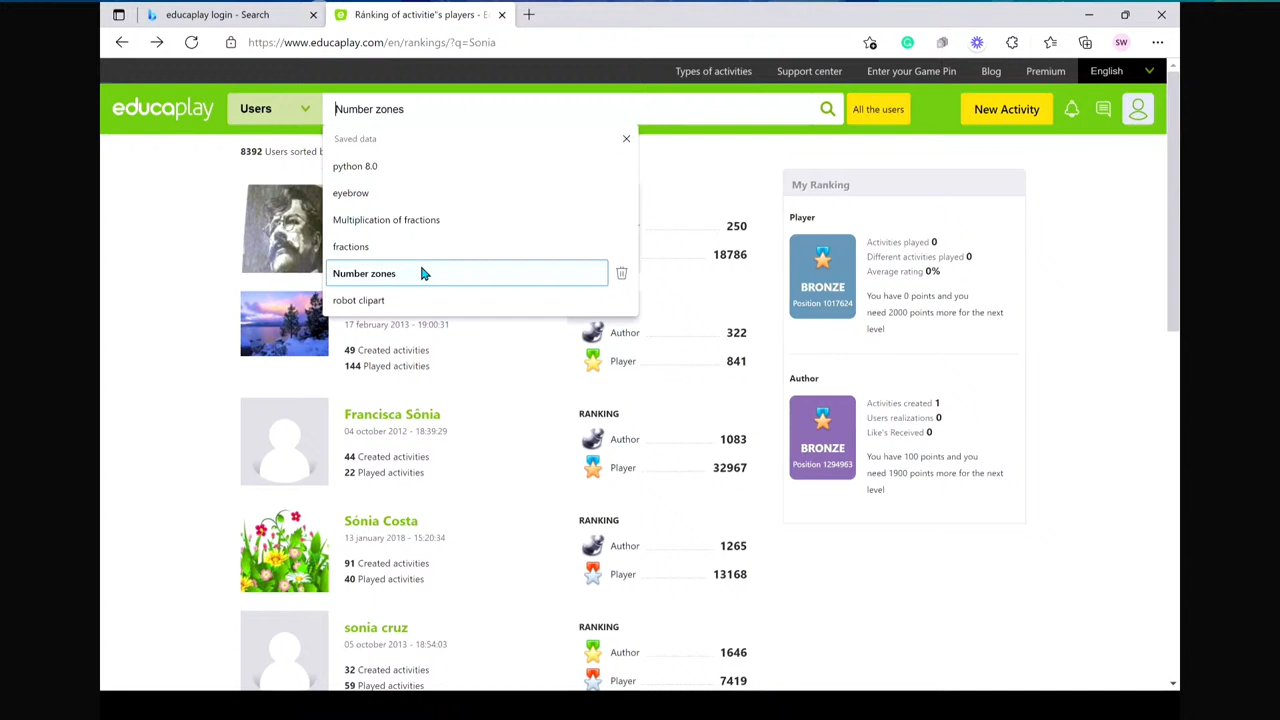 educaplay login - Search
Ránking of activitie"s players - E
https://www.educaplay.com/en/rankings/?q=Sonia
SW
Types of activities
Support center
Enter your Game Pin
Blog
Premium
English
educaplay
Users
Number zones
All the users
New Activity
8392 Users sorted b
Saved data
python 8.0
eyebrow
Multiplication of fractions
fractions
Number zones
robot clipart
250
18786
17 february 2013 - 19:00:31
49 Created activities
144 Played activities
Author 322
Player 841
Francisca Sônia
04 october 2012 - 18:39:29
44 Created activities
22 Played activities
RANKING
Author 1083
Player 32967
Sónia Costa
13 january 2018 - 15:20:34
91 Created activities
40 Played activities
RANKING
Author 1265
Player 13168
sonia cruz
05 october 2013 - 18:54:03
32 Created activities
59 Played activities
RANKING
Author 1646
Player 7419
My Ranking
Player
BRONZE
Position 1017624
Activities played 0
Different activities played 0
Average rating 0%
You have 0 points and you
need 2000 points more for the next
level
Author
BRONZE
Position 1294963
Activities created 1
Users realizations 0
Like's Received 0
You have 100 points and you
need 1900 points more for the next
level